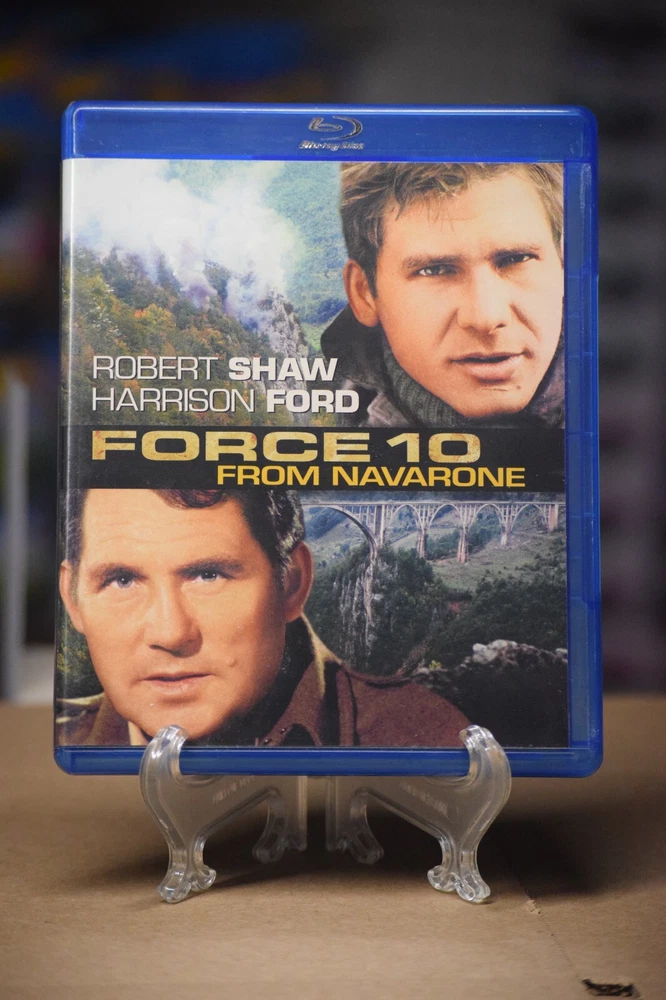 Blu-ray Disc
ROBERT SHAW
HARRISON FORD
FORCE 10
FROM NAVARONE